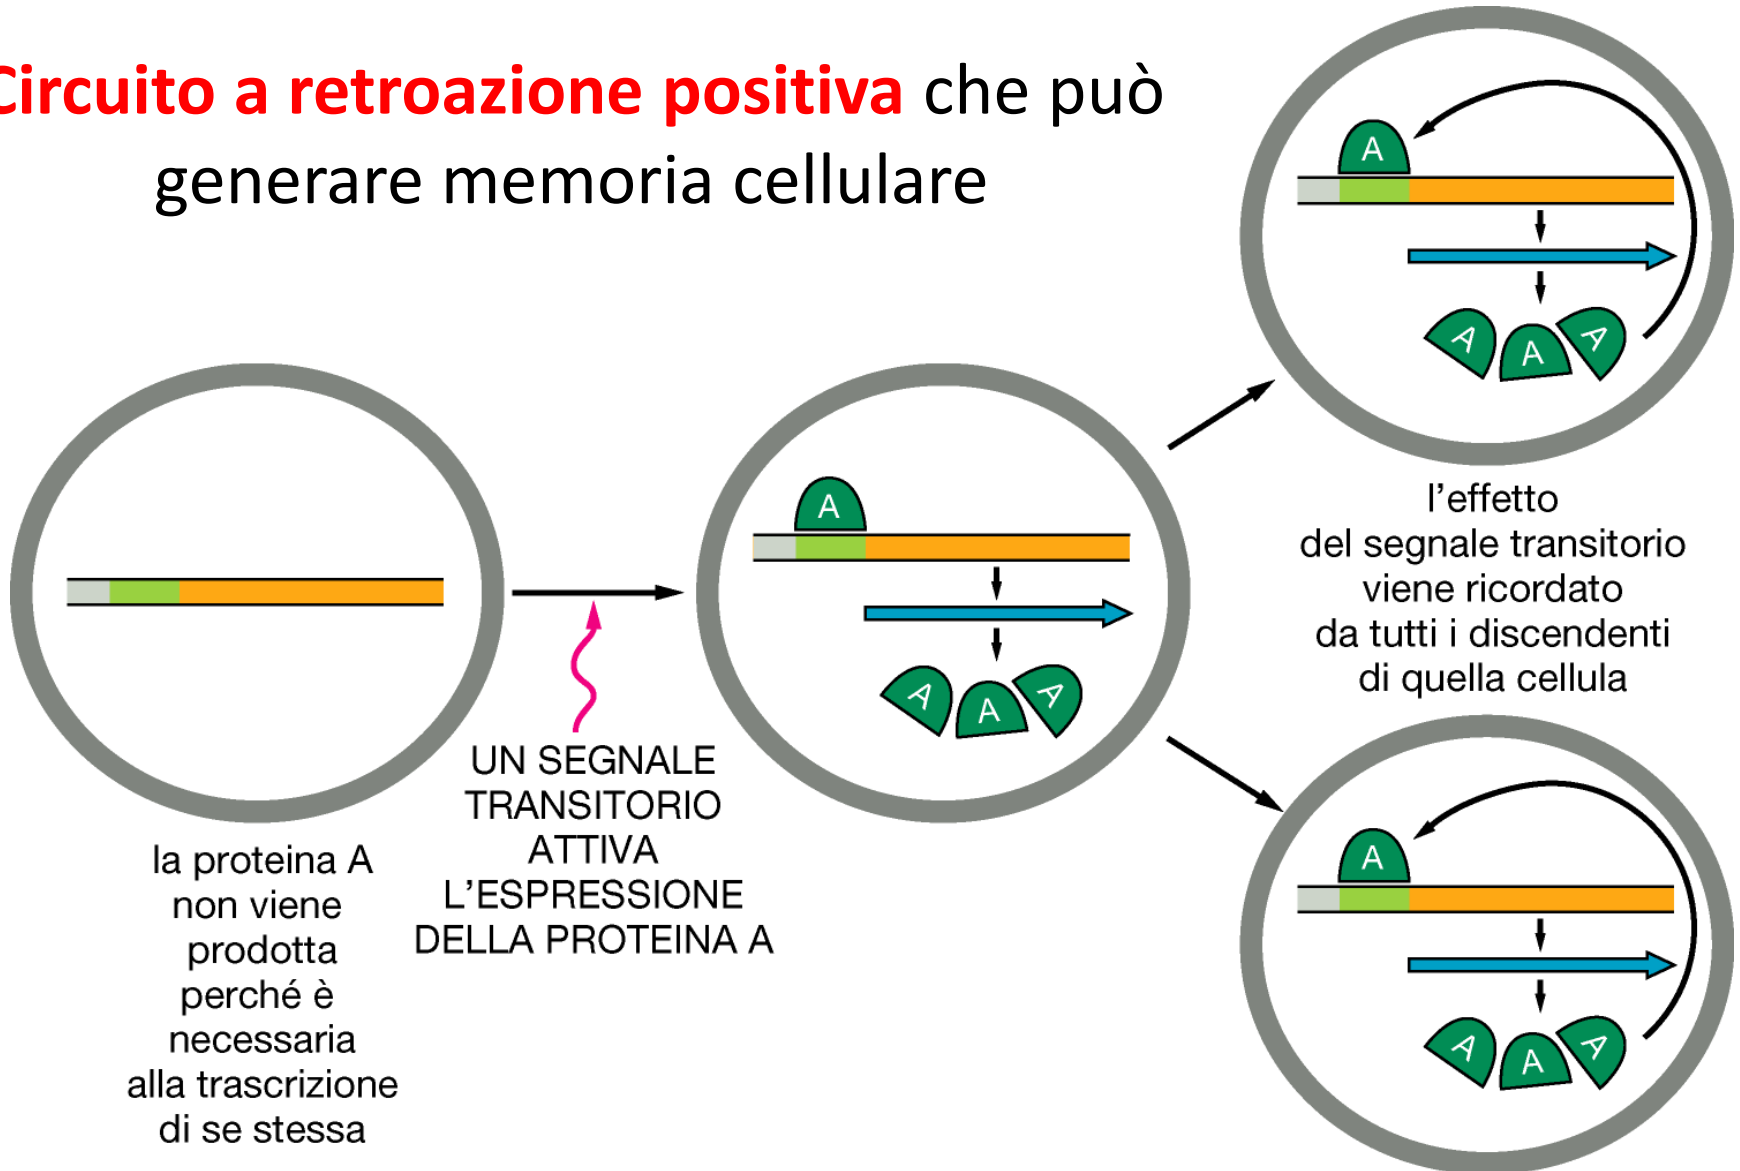 Circuito a retroazione positiva che può
generare memoria cellulare
A
A
A
A
l'effetto
del segnale transitorio
viene ricordato
da tutti i discendenti
di quella cellula
A
A
A
A
UN SEGNALE
TRANSITORIO
ATTIVA
L'ESPRESSIONE
DELLA PROTEINA A
la proteina A
non viene
prodotta
perché è
necessaria
alla trascrizione
di se stessa
A
A
A
A